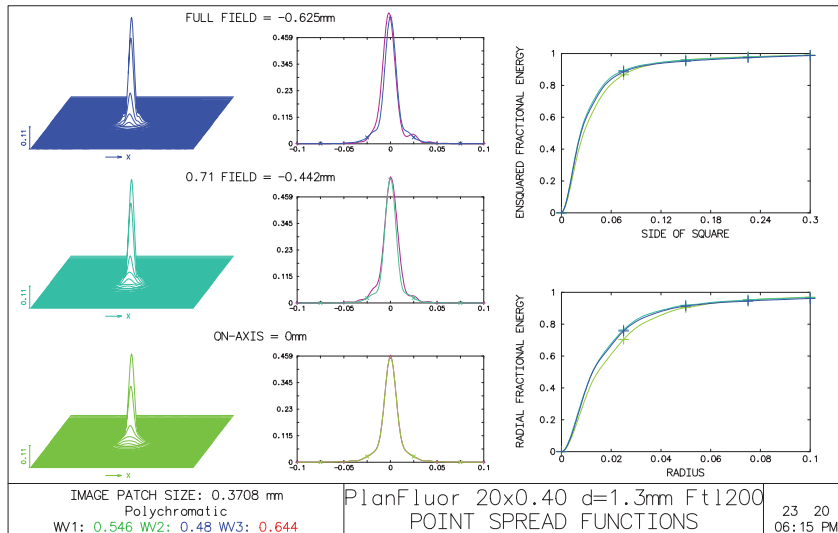 FULL FIELD = -0.625mm
0.11
X
0.459
0.345
0.23
0.115
0
-0.1 -0.05 0 0.05 0.1
0.71 FIELD = -0.442mm
0.11
X
0.459
0.345
0.23
0.115
0
-0.1 -0.05 0 0.05 0.1
ON-AXIS = 0mm
0.11
X
0.459
0.345
0.23
0.115
0
-0.1 -0.05 0 0.05 0.1
ENSQUARED FRACTIONAL ENERGY
1
0.8
0.6
0.4
0.2
0
0 0.06 0.12 0.18 0.24 0.3
SIDE OF SQUARE
RADIAL FRACTIONAL ENERGY
1
0.8
0.6
0.4
0.2
0
0 0.02 0.04 0.06 0.08 0.1
RADIUS
IMAGE PATCH SIZE: 0.3708 mm
Polychromatic
WV1: 0.546 WV2: 0.48 WV3: 0.644
PlanFluor 20x0.40 d=1.3mm Ftl200
POINT SPREAD FUNCTIONS
23 20
06:15 PM